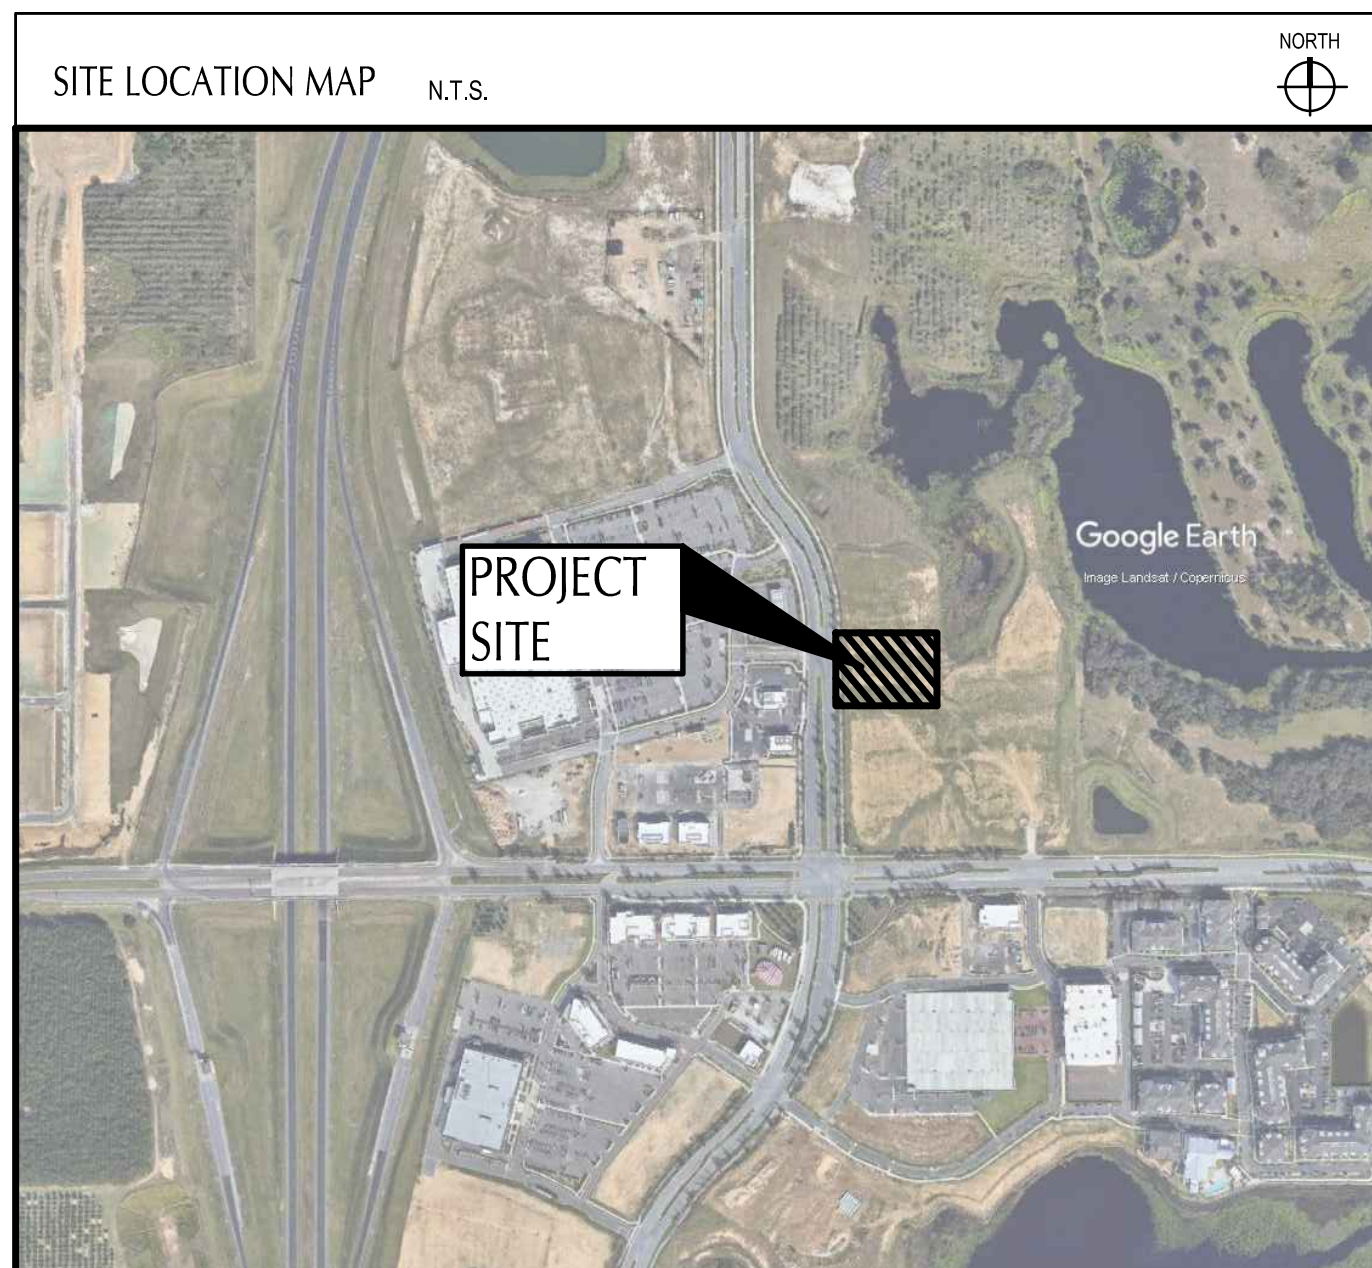 NORTH
SITE LOCATION MAP N.T.S.
Google Earth
PROJECT
Image Landsat / Copernicus
SITE